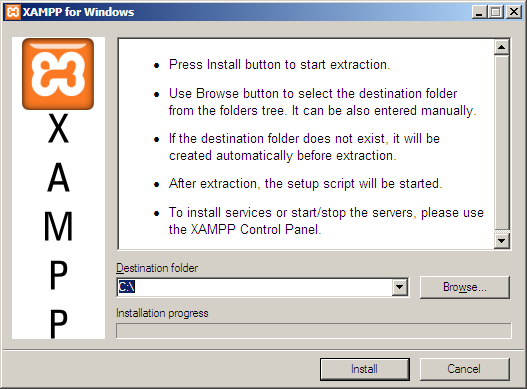 XAMPP for Windows
X
A
M
P
P
• Press Install button to start extraction.
• Use Browse button to select the destination folder
from the folders tree. It can be also entered manually.
• If the destination folder does not exist, it will be
created automatically before extraction.
• After extraction, the setup script will be started.
• To install services or start/stop the servers, please use
the XAMPP Control Panel.
Destination folder
C:\
Browse...
Installation progress
Install
Cancel